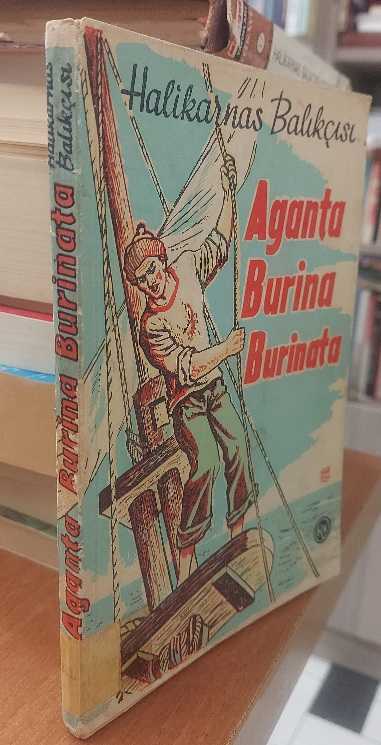 Halikarnas Balıkçısı
Aganta
Burina
Burinata
Halikarnas
Balıkçısı
Aganta Burina Burinata